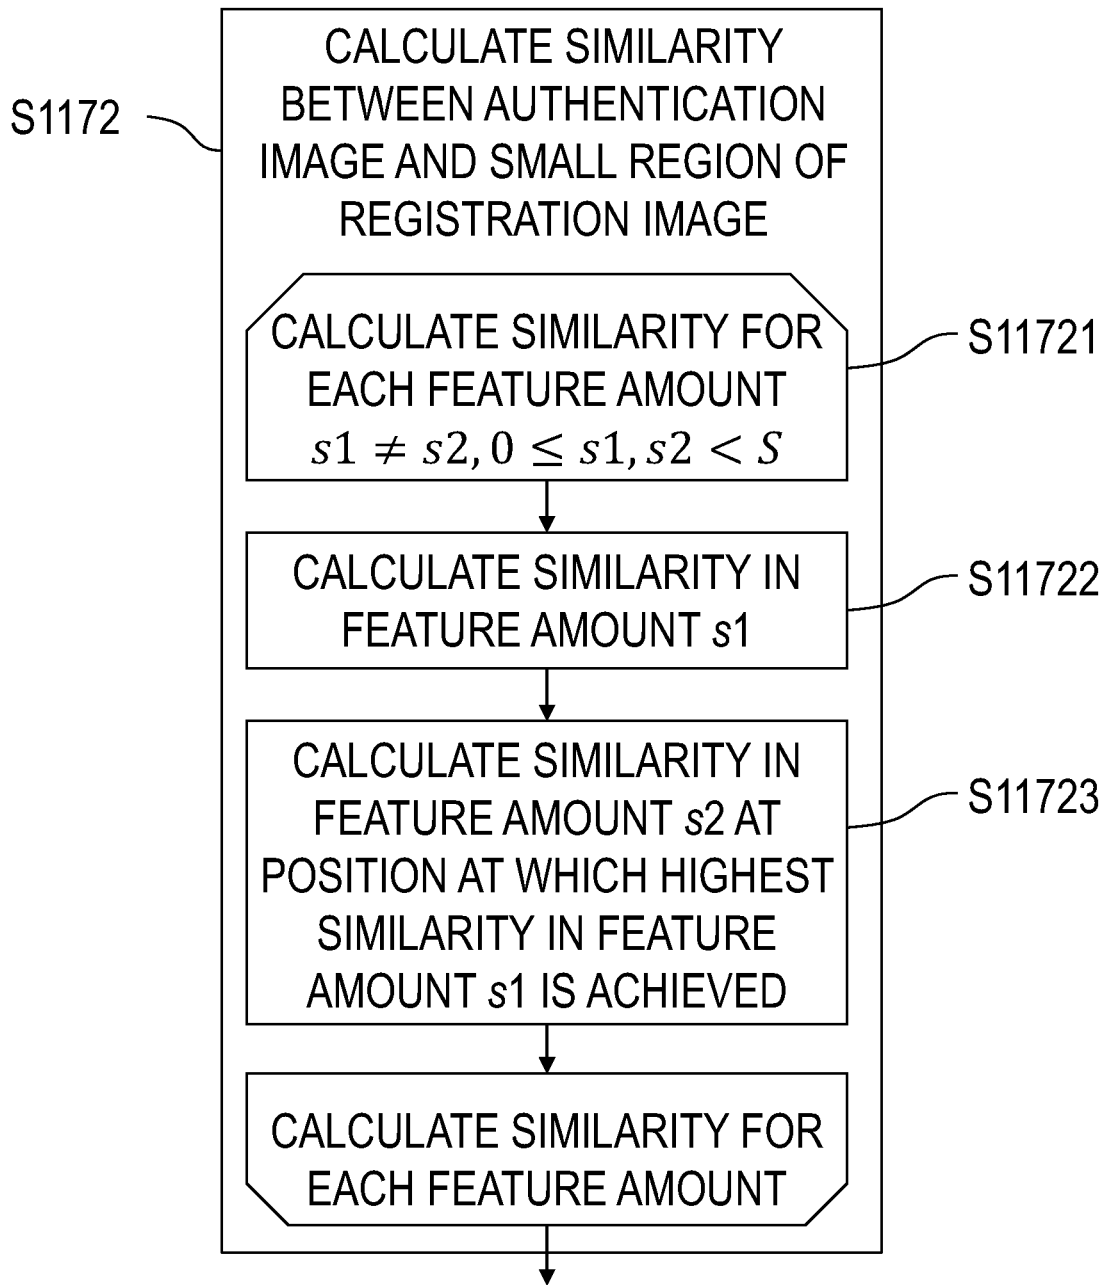 S1172
CALCULATE SIMILARITY
BETWEEN AUTHENTICATION
IMAGE AND SMALL REGION OF
REGISTRATION IMAGE
CALCULATE SIMILARITY FOR
EACH FEATURE AMOUNT
s1 ≠ s2, 0 ≤ s1, s2 < S
S11721
CALCULATE SIMILARITY IN
FEATURE AMOUNT s1
S11722
CALCULATE SIMILARITY IN
FEATURE AMOUNT s2 AT
POSITION AT WHICH HIGHEST
SIMILARITY IN FEATURE
AMOUNT s1 IS ACHIEVED
S11723
CALCULATE SIMILARITY FOR
EACH FEATURE AMOUNT